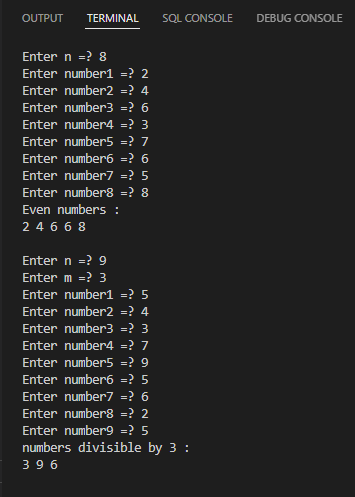 OUTPUT TERMINAL SQL CONSOLE DEBUG CONSOLE
Enter n =? 8
Enter number1 =? 2
Enter number2 =? 4
Enter number3 =? 6
Enter number4 =? 3
Enter number5 =? 7
Enter number6 =? 6
Enter number7 =? 5
Enter number8 =? 8
Even numbers :
2 4 6 6 8
Enter n =? 9
Enter m =? 3
Enter number1 =? 5
Enter number2 =? 4
Enter number3 =? 3
Enter number4 =? 7
Enter number5 =? 9
Enter number6 =? 5
Enter number7 =? 6
Enter number8 =? 2
Enter number9 =? 5
numbers divisible by 3 :
3 9 6